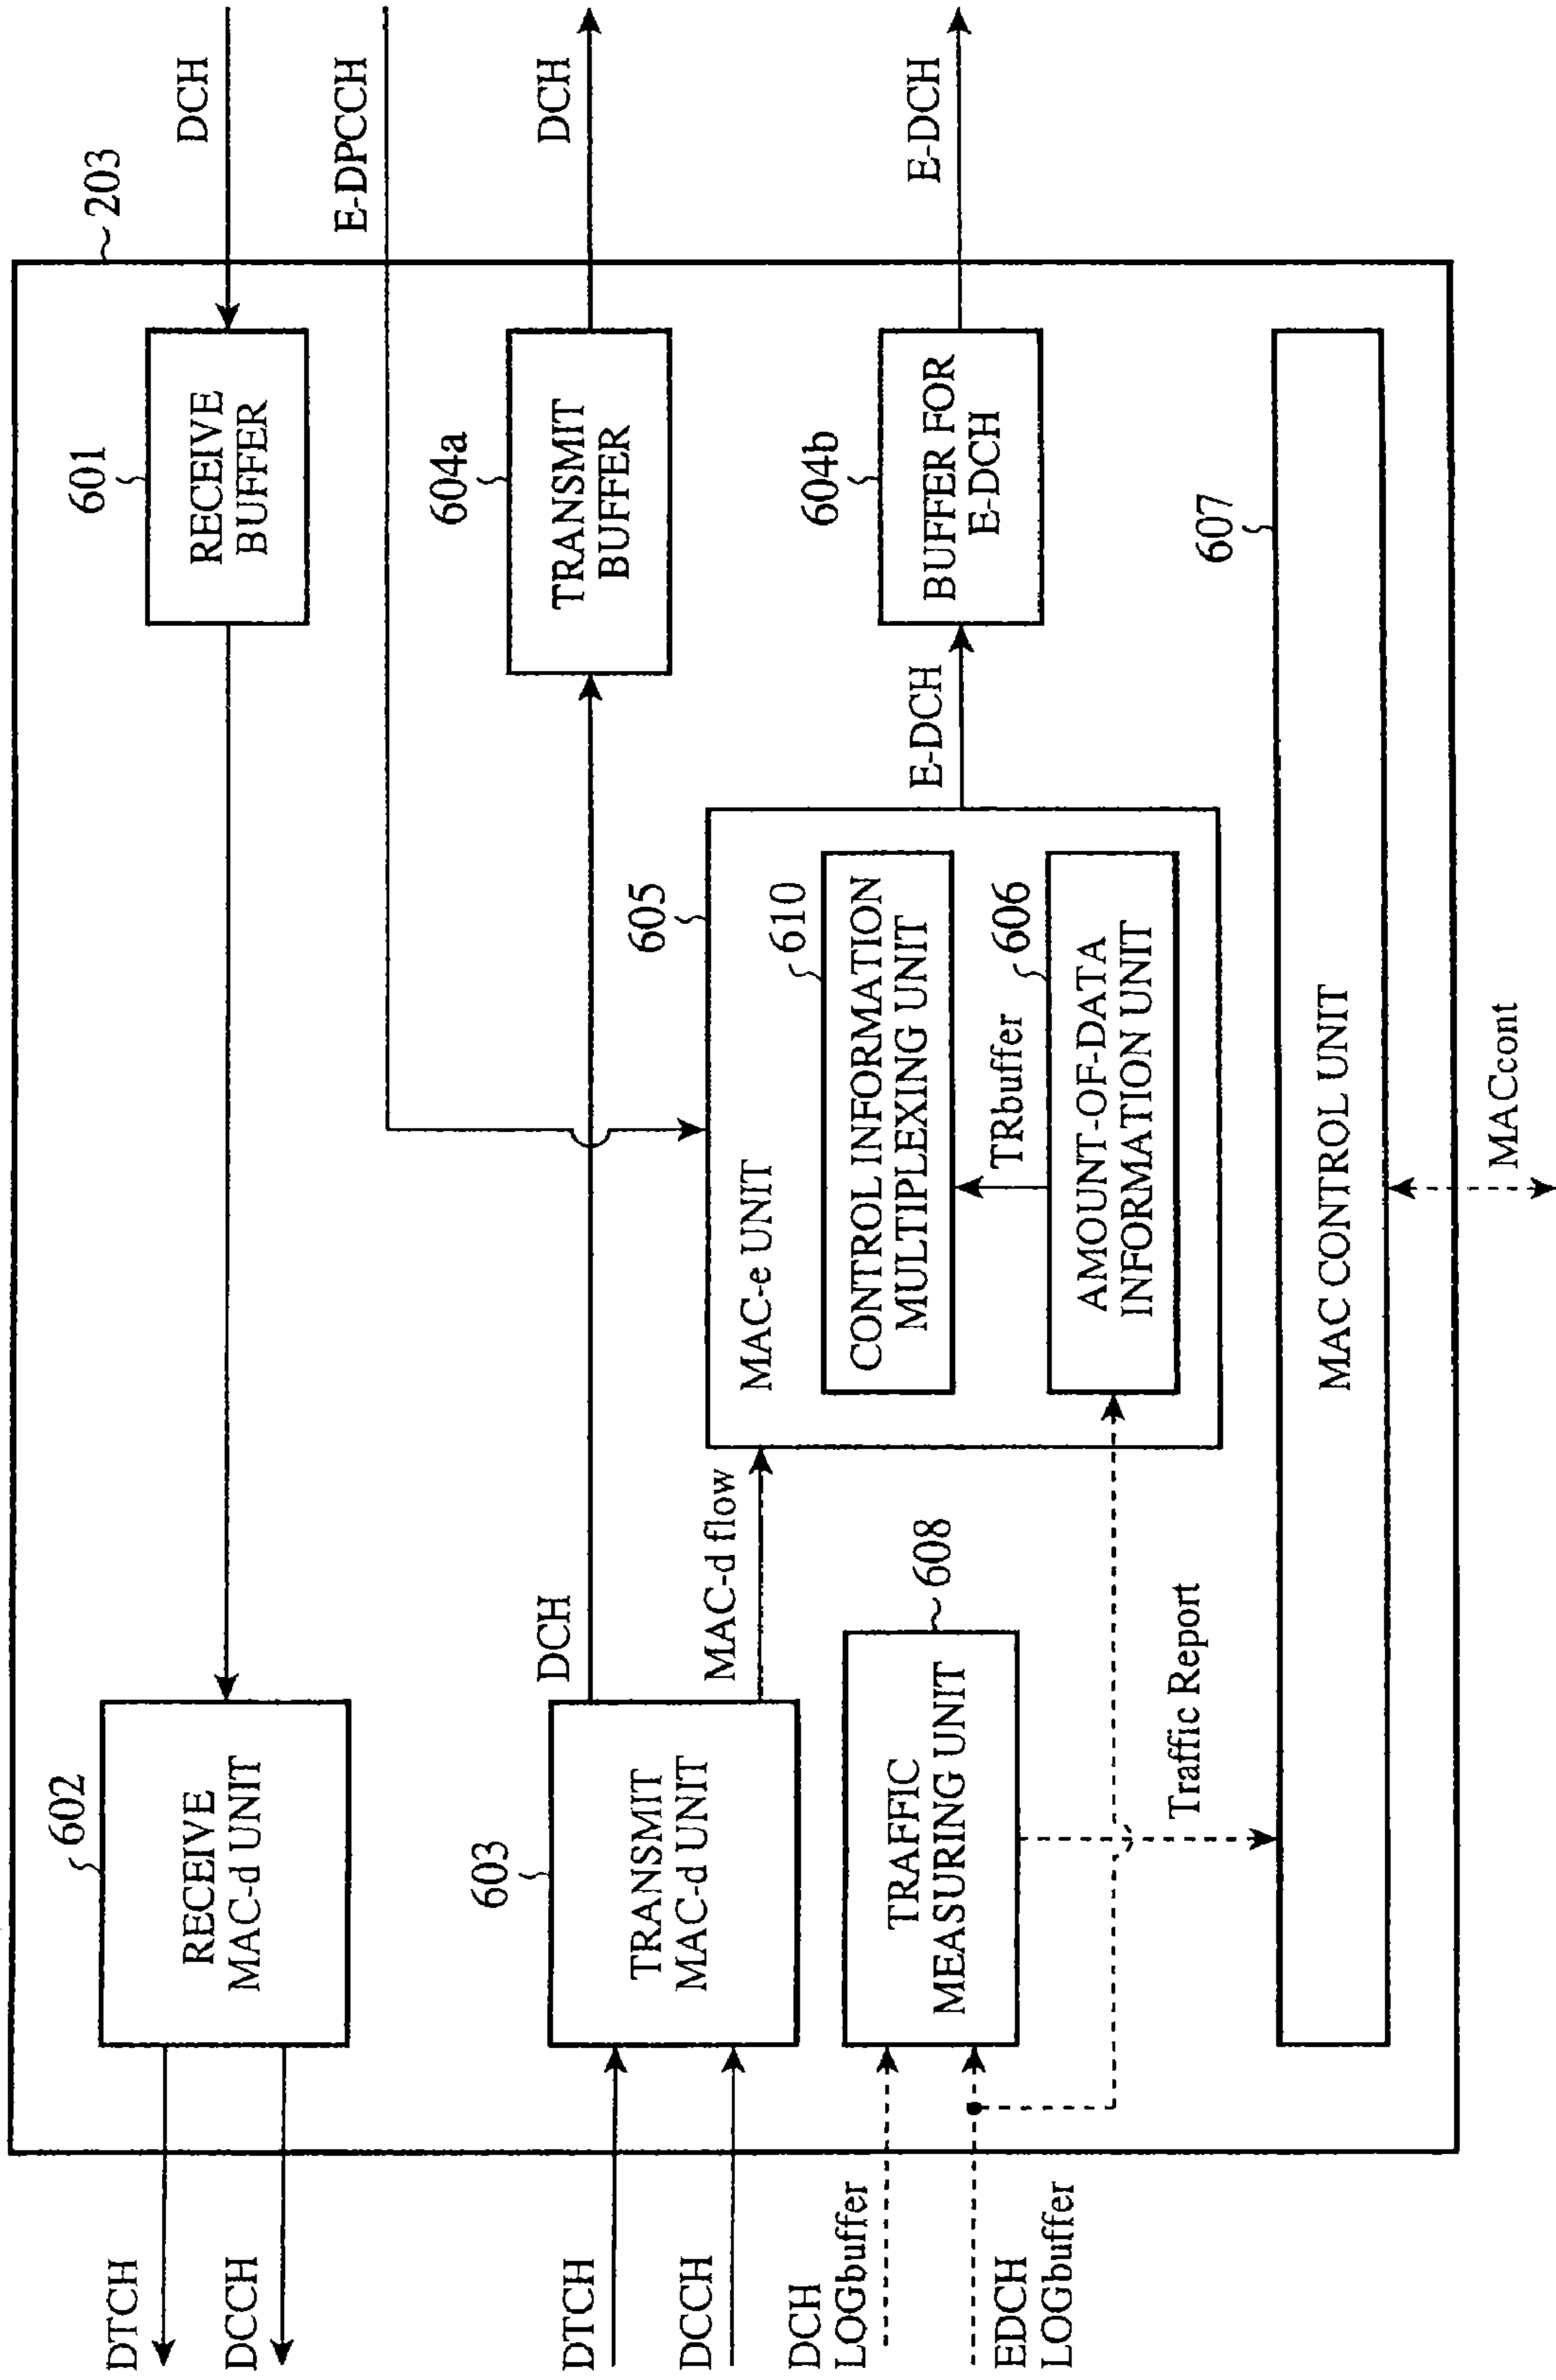 203
DTCH
DCCH
602
RECEIVE
MAC-d UNIT
601
RECEIVE
BUFFER
DCH
E-DPCCH
DTCH
DCCH
603
TRANSMIT
MAC-d UNIT
DCH
604a
TRANSMIT
BUFFER
DCH
MAC-d flow
605
MAC-e UNIT
610
CONTROL INFORMATION
MULTIPLEXING UNIT
TRbuffer
606
AMOUNT-OF-DATA
INFORMATION UNIT
E-DCH
604b
BUFFER FOR
E-DCH
E-DCH
DCH
LOGbuffer
EDCH
LOGbuffer
TRAFFIC
MEASURING UNIT
608
Traffic Report
607
MAC CONTROL UNIT
MACcont